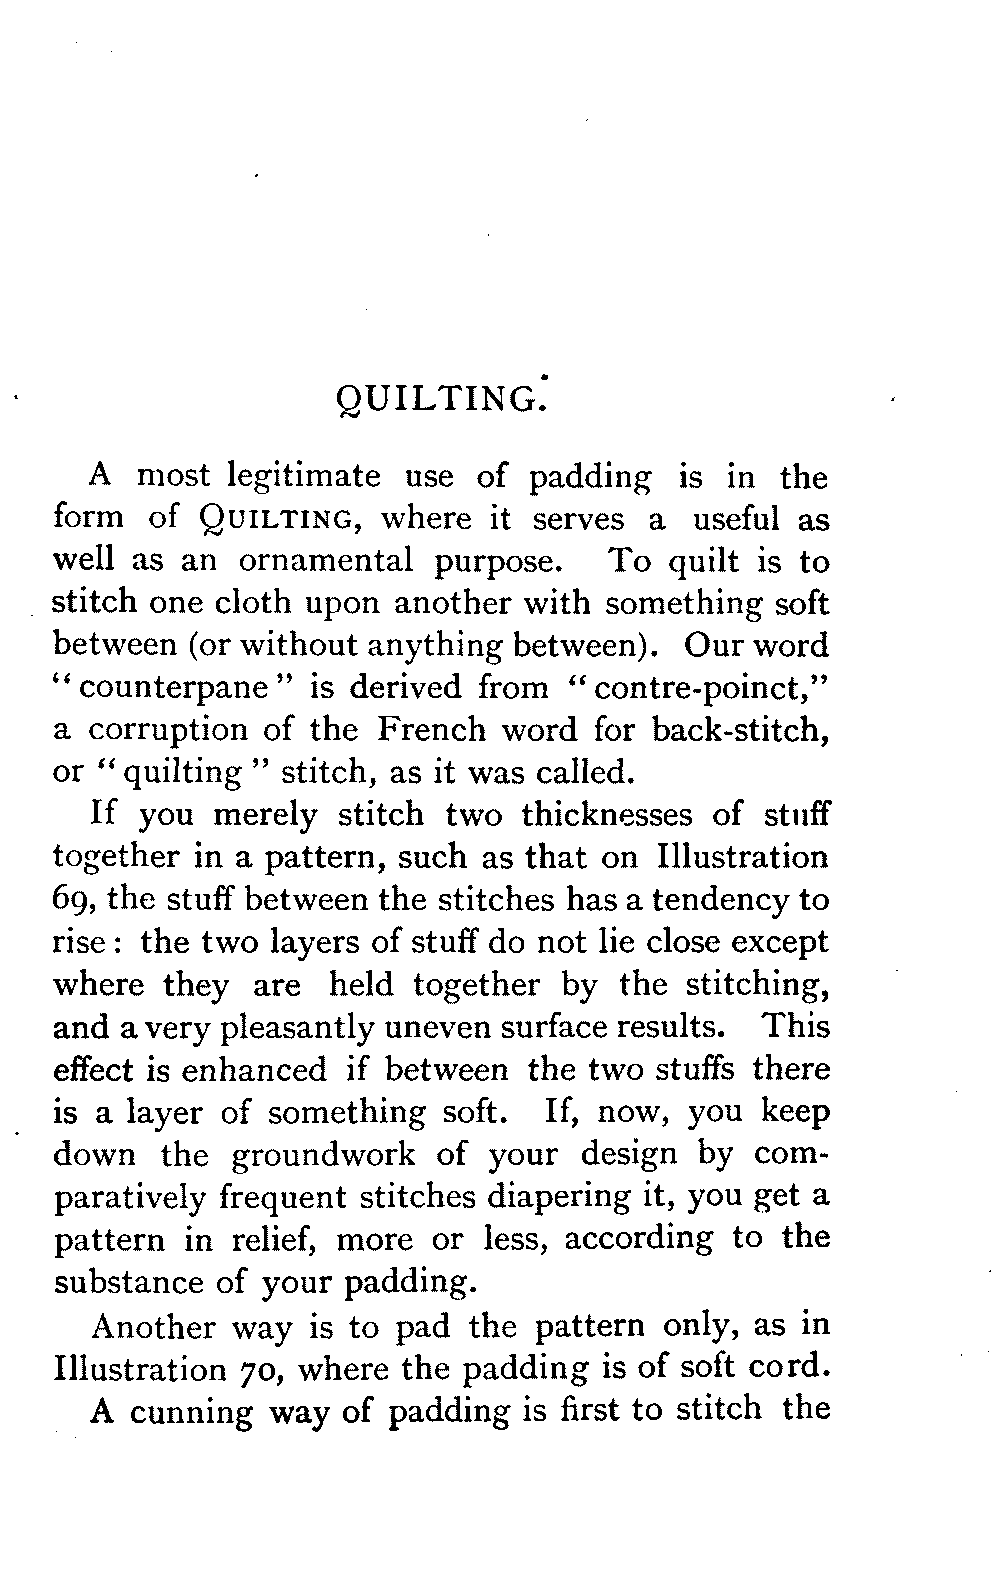 QUILTING.
A most legitimate use of padding is in the
form of QUILTING, where it serves a useful as
well as an ornamental purpose. To quilt is to
stitch one cloth upon another with something soft
between (or without anything between). Our word
“counterpane” is derived from “contre-poinct,”
a corruption of the French word for back-stitch,
or “quilting” stitch, as it was called.
If you merely stitch two thicknesses of stuff
together in a pattern, such as that on Illustration
69, the stuff between the stitches has a tendency to
rise: the two layers of stuff do not lie close except
where they are held together by the stitching,
and a very pleasantly uneven surface results. This
effect is enhanced if between the two stuffs there
is a layer of something soft. If, now, you keep
down the groundwork of your design by com-
paratively frequent stitches diapering it, you get a
pattern in relief, more or less, according to the
substance of your padding.
Another way is to pad the pattern only, as in
Illustration 70, where the padding is of soft cord.
A cunning way of padding is first to stitch the